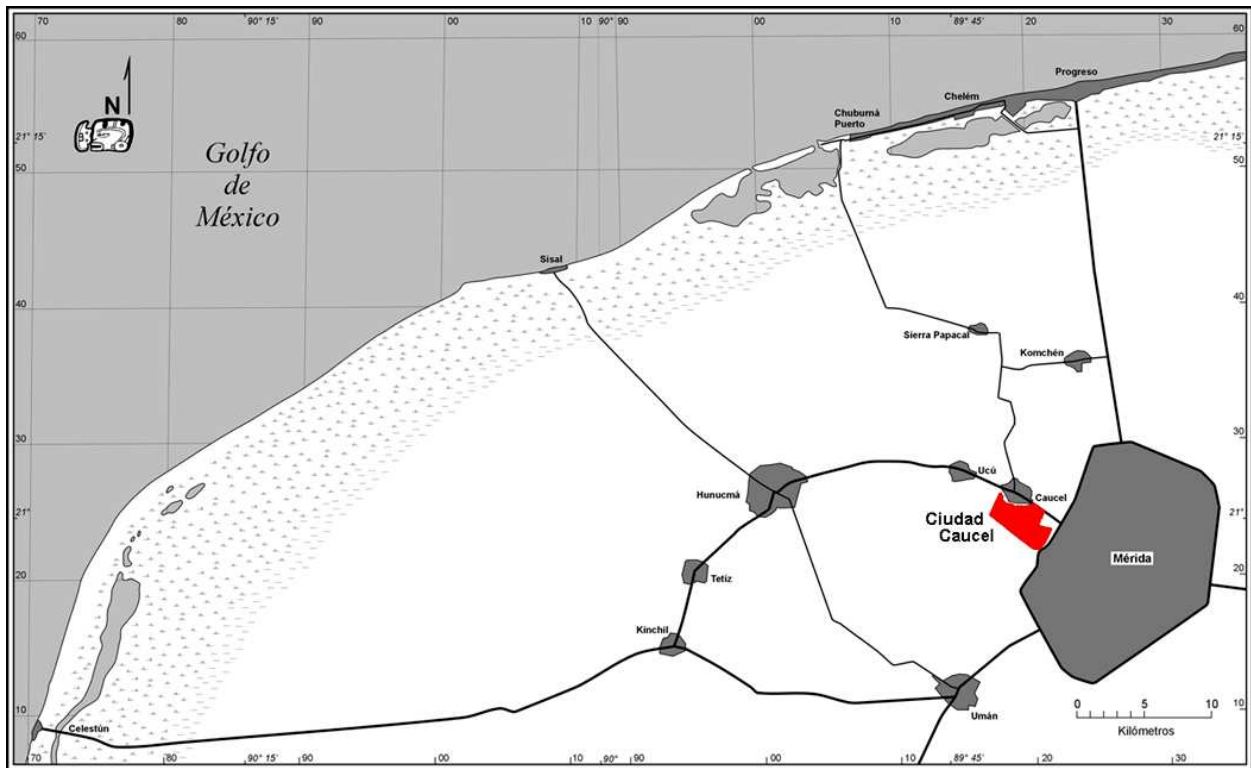 70
80
90° 15´
90
00
10
90°
90
00
10
89° 45´
20
30
60
60
Progreso
Chelém
Chuburná
Puerto
N
21° 15´
21° 15´
Golfo
de
México
50
50
Sisal
40
40
Sierra Papacal
Komchén
30
30
Ucú
Hunucmá
Caucel
21°
21°
Ciudad
Caucel
Mérida
20
20
Tetíz
Kinchil
10
10
Umán
0
5
10
Kilómetros
Celestún
70
80
90° 15´
90
00
10
90°
90
00
10
89° 45´
20
30